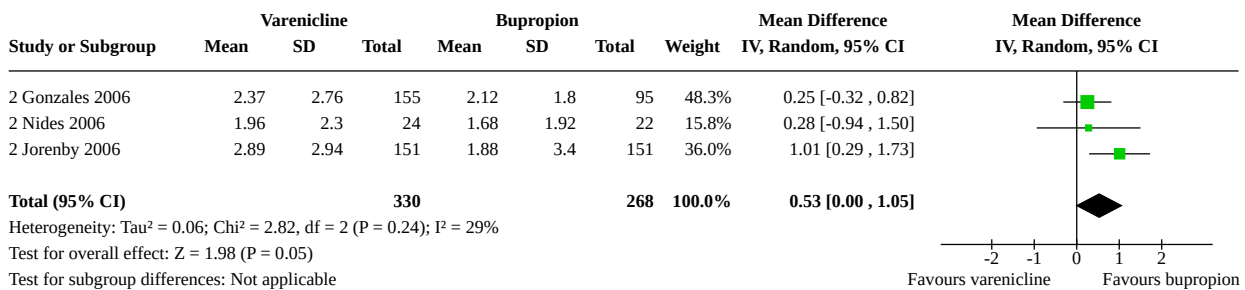 Varenicline Bupropion Mean Difference Mean Difference
Study or Subgroup Mean SD Total Mean SD Total Weight IV, Random, 95% CI IV, Random, 95% CI
2 Gonzales 2006 2.37 2.76 155 2.12 1.8 95 48.3% 0.25 [-0.32 , 0.82]
2 Nides 2006 1.96 2.3 24 1.68 1.92 22 15.8% 0.28 [-0.94 , 1.50]
2 Jorenby 2006 2.89 2.94 151 1.88 3.4 151 36.0% 1.01 [0.29 , 1.73]
Total (95% CI) 330 268 100.0% 0.53 [0.00 , 1.05]
Heterogeneity: Tau² = 0.06; Chi² = 2.82, df = 2 (P = 0.24); I² = 29%
Test for overall effect: Z = 1.98 (P = 0.05) -2 -1 0 1 2
Test for subgroup differences: Not applicable Favours varenicline Favours bupropion